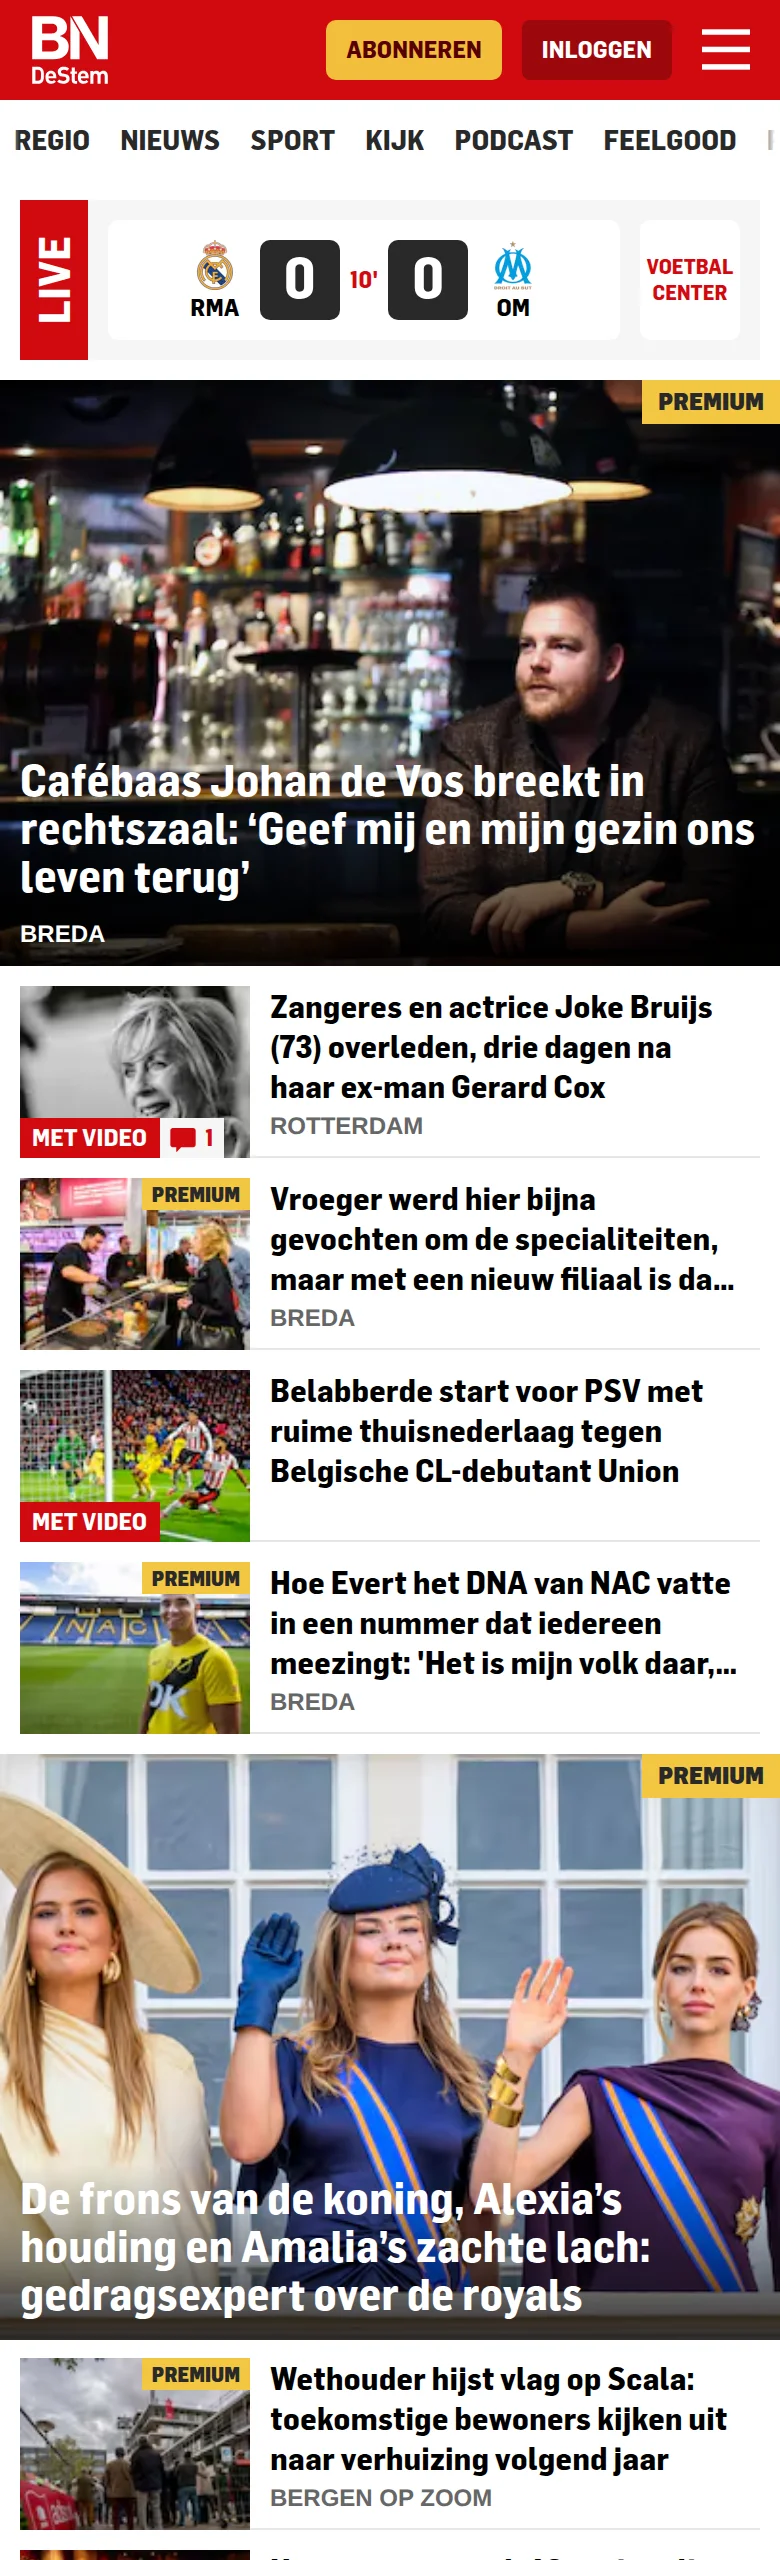 BN
DeStem
ABONNEREN
INLOGGEN
REGIO NIEUWS SPORT KIJK PODCAST FEELGOOD
LIVE
RMA
0
10'
0
OM
VOETBAL
CENTER
PREMIUM
Cafébaas Johan de Vos breekt in
rechtszaal: ‘Geef mij en mijn gezin ons
leven terug’
BREDA
Zangeres en actrice Joke Bruijs
(73) overleden, drie dagen na
haar ex-man Gerard Cox
ROTTERDAM
MET VIDEO
1
PREMIUM
Vroeger werd hier bijna
gevochten om de specialiteiten,
maar met een nieuw filiaal is da...
BREDA
Belabberde start voor PSV met
ruime thuisnederlaag tegen
Belgische CL-debutant Union
MET VIDEO
PREMIUM
NAC
Hoe Evert het DNA van NAC vatte
in een nummer dat iedereen
meezingt: 'Het is mijn volk daar,...
BREDA
PREMIUM
De frons van de koning, Alexia’s
houding en Amalia’s zachte lach:
gedragsexpert over de royals
PREMIUM
Wethouder hijst vlag op Scala:
toekomstige bewoners kijken uit
naar verhuizing volgend jaar
BERGEN OP ZOOM